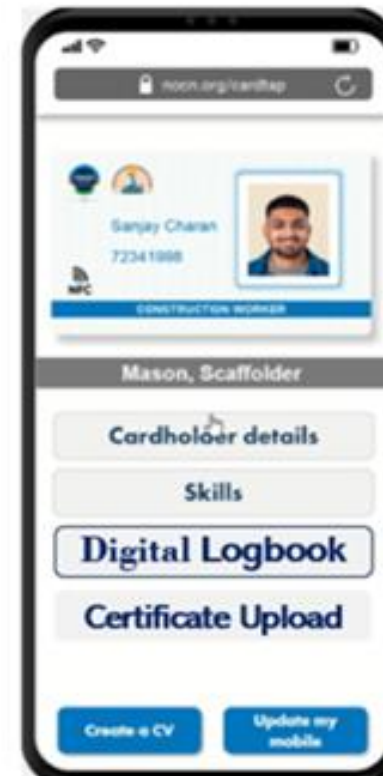 nocn.org/cardtap
Sanjay Charan
72341998
NFC
CONSTRUCTION WORKER
Mason, Scaffolder
Cardholder details
Skills
Digital Logbook
Certificate Upload
Create a CV
Update my
mobile